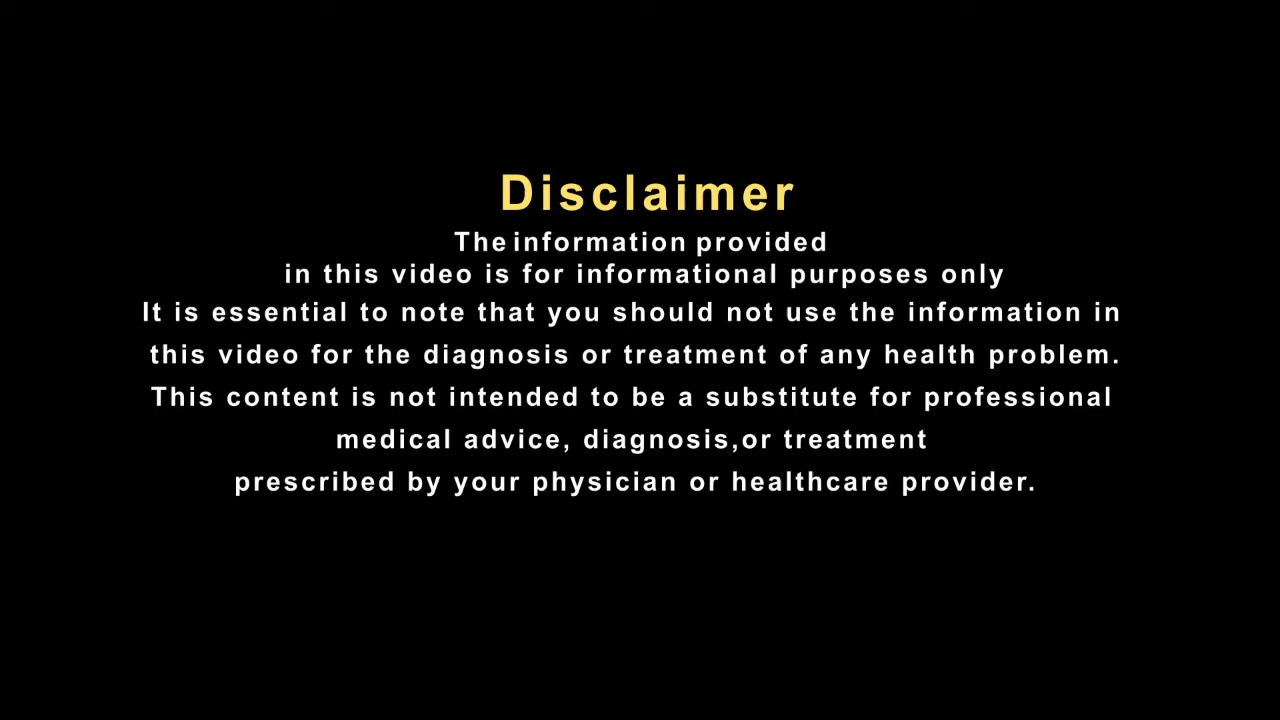 Disclaimer
The information provided
in this video is for informational purposes only
It is essential to note that you should not use the information in
this video for the diagnosis or treatment of any health problem.
This content is not intended to be a substitute for professional
medical advice, diagnosis,or treatment
prescribed by your physician or healthcare provider.